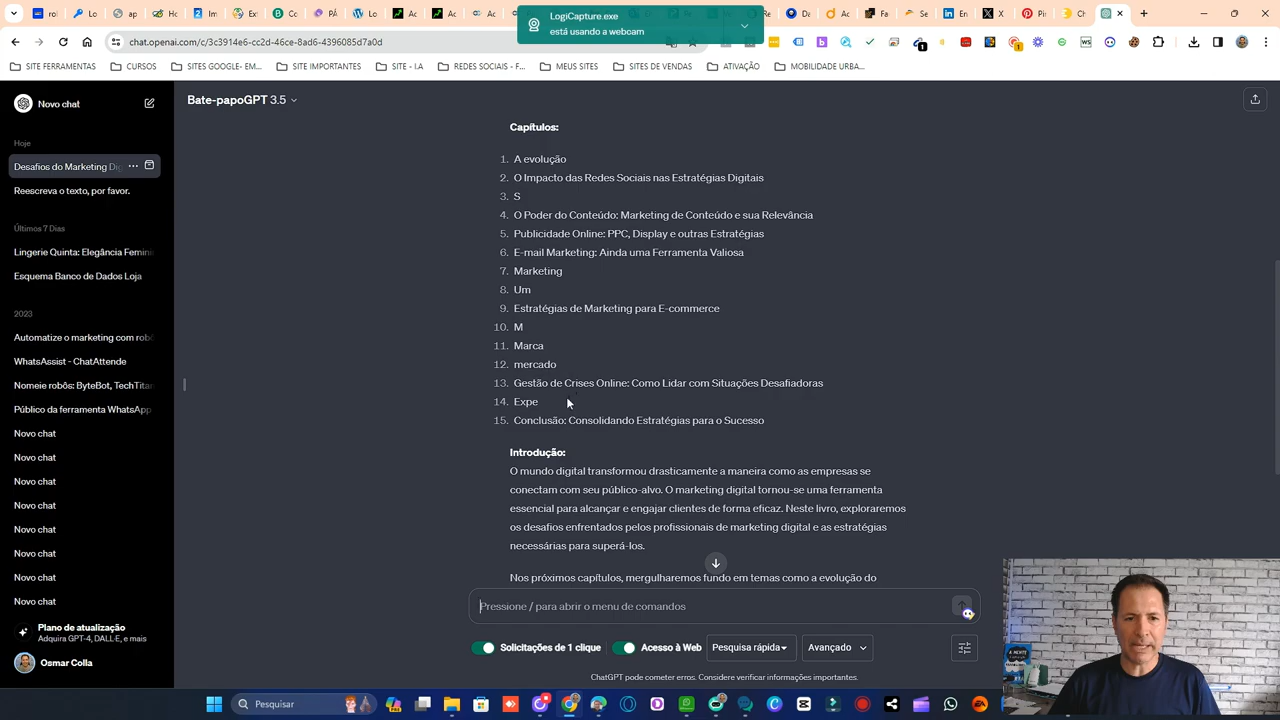 LogiCapture.exe
está usando a webcam
chat.openai.com/c/3c3914e6-cc2d-46ce-8ad6-4396085e7a0d
SITE FERRAMENTAS
CURSOS
SITES GOOGLE- EM...
SITE IMPORTANTES
SITE - I.A
REDES SOCIAIS - F...
MEUS SITES
SITES DE VENDAS
ATIVAÇÃO
MOBILIDADE URBA...
Novo chat
Bate-papoGPT 3.5
Hoje
Desafios do Marketing Dig
Reescreva o texto, por favor.
Últimos 7 Dias
Lingerie Quinta: Elegância Femini
Esquema Banco de Dados Loja
2023
Automatize o marketing com robô
WhatsAssist - ChatAttende
Nomeie robôs: ByteBot, TechTitan
Público da ferramenta WhatsApp
Novo chat
Novo chat
Novo chat
Novo chat
Novo chat
Novo chat
Novo chat
Novo chat
Plano de atualização
Adquira GPT-4, DALL·E, e mais
Osmar Colla
Capítulos:
1. A evolução
2. O Impacto das Redes Sociais nas Estratégias Digitais
3. S
4. O Poder do Conteúdo: Marketing de Conteúdo e sua Relevância
5. Publicidade Online: PPC, Display e outras Estratégias
6. E-mail Marketing: Ainda uma Ferramenta Valiosa
7. Marketing
8. Um
9. Estratégias de Marketing para E-commerce
10. M
11. Marca
12. mercado
13. Gestão de Crises Online: Como Lidar com Situações Desafiadoras
14. Expe
15. Conclusão: Consolidando Estratégias para o Sucesso
Introdução:
O mundo digital transformou drasticamente a maneira como as empresas se
conectam com seu público-alvo. O marketing digital tornou-se uma ferramenta
essencial para alcançar e engajar clientes de forma eficaz. Neste livro, exploraremos
os desafios enfrentados pelos profissionais de marketing digital e as estratégias
necessárias para superá-los.
Nos próximos capítulos, mergulharemos fundo em temas como a evolução do
Pressione / para abrir o menu de comandos
Solicitações de 1 clique
Acesso à Web
Pesquisa rápida
Avançado
ChatGPT pode cometer erros. Considere verificar informações importantes.
Pesquisar